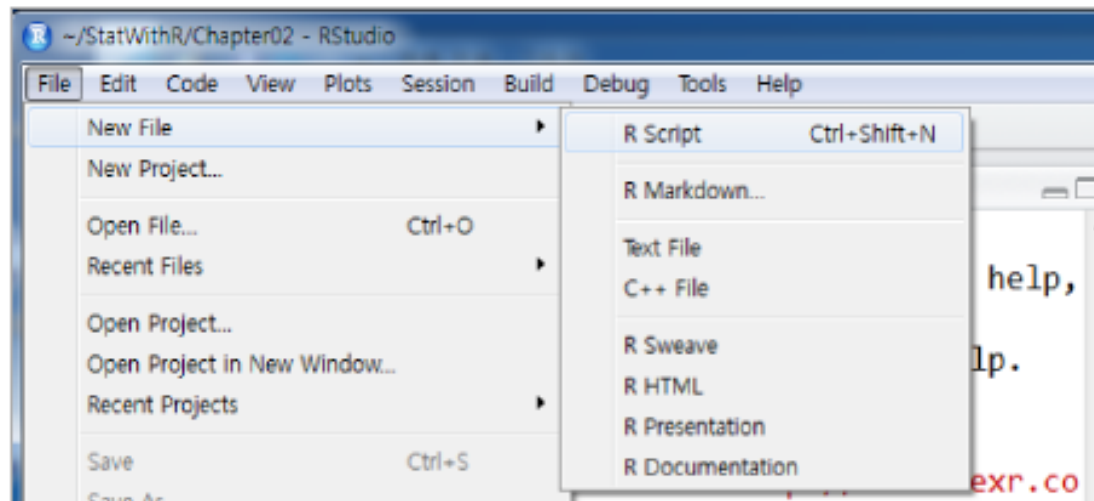 ~/StatWithR/Chapter02 - RStudio
File Edit Code View Plots Session Build Debug Tools Help
New File
New Project...
Open File... Ctrl+O
Recent Files
Open Project...
Open Project in New Window...
Recent Projects
Save Ctrl+S
Save As
R Script Ctrl+Shift+N
R Markdown...
Text File
C++ File
R Sweave
R HTML
R Presentation
R Documentation
help,
lp.
exr.co